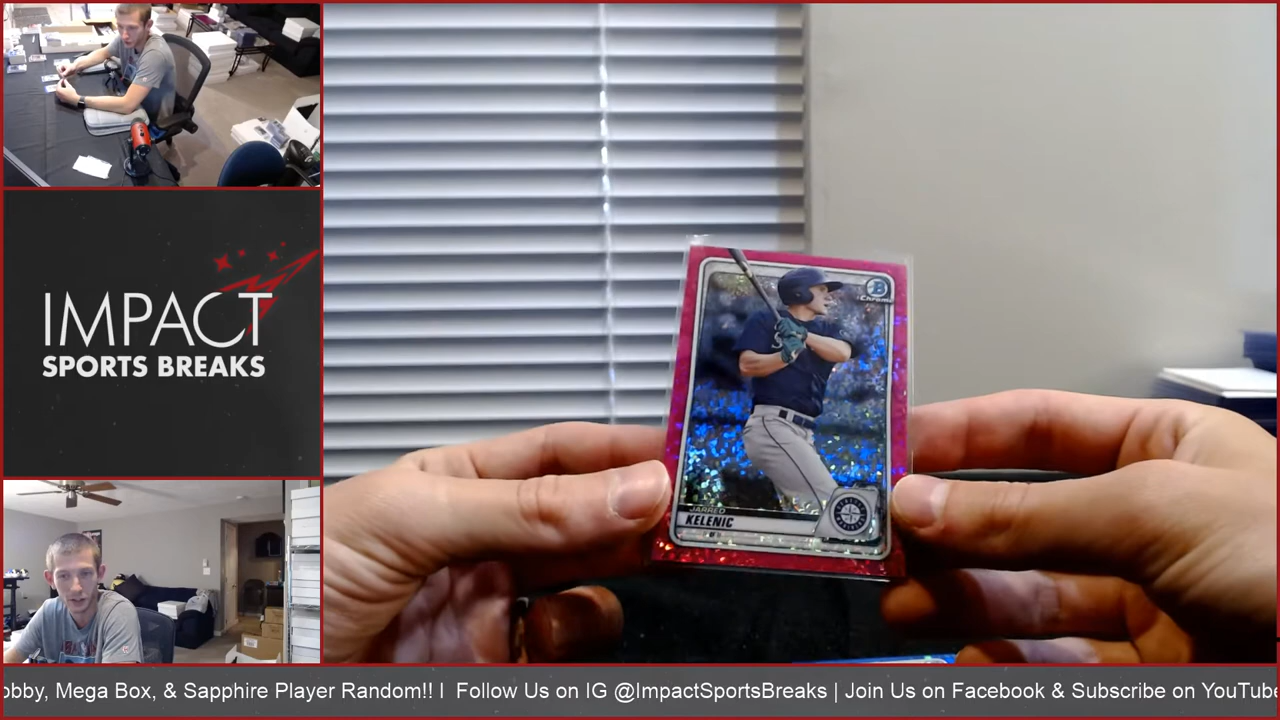 IMPACT
SPORTS BREAKS
B
Chrome
JARRED
KELENIC
obby, Mega Box, & Sapphire Player Random!! I Follow Us on IG @ImpactSportsBreaks | Join Us on Facebook & Subscribe on YouTube